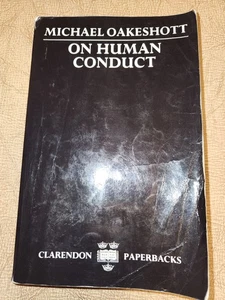 MICHAEL OAKESHOTT
ON HUMAN
CONDUCT
CLARENDON PAPERBACKS